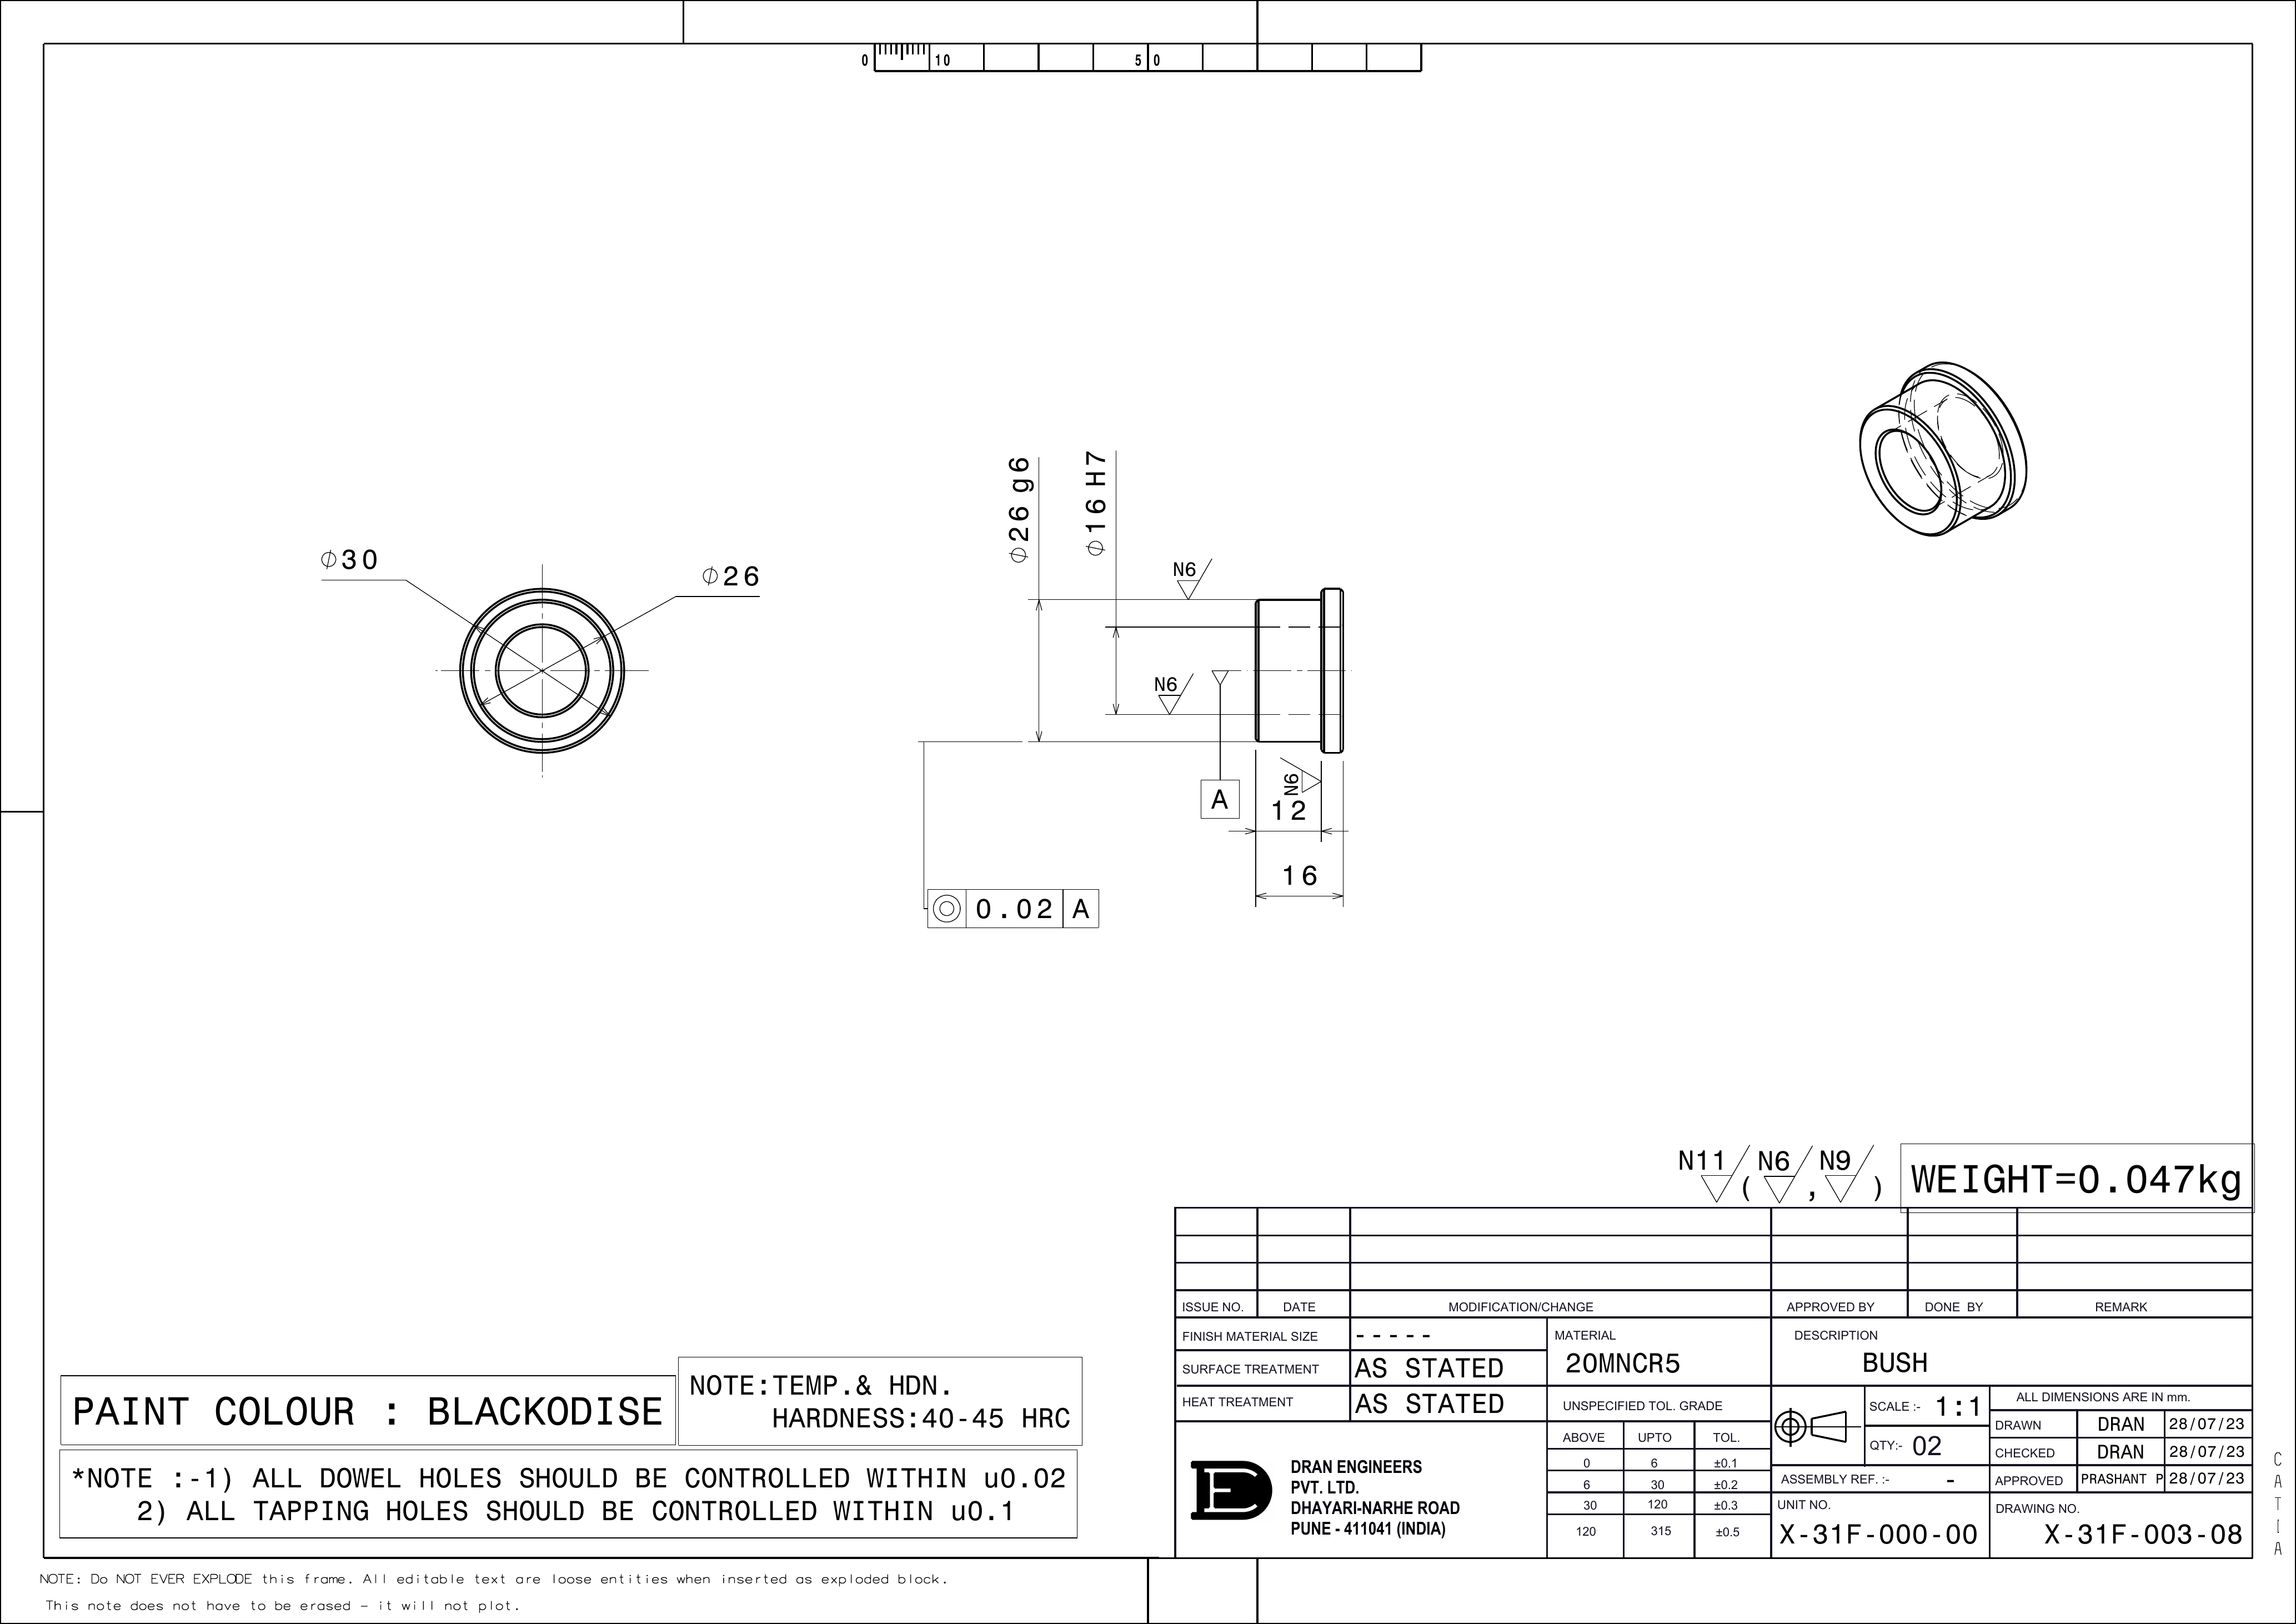 0 10 50
⌀26 g6
⌀16 H7
⌀30
⌀26
N6
N6
N6
A
12
16
0.02 A
N11 ( N6 , N9 )
WEIGHT=0.047kg
ISSUE NO. DATE MODIFICATION/CHANGE APPROVED BY DONE BY REMARK
FINISH MATERIAL SIZE - - - - -
SURFACE TREATMENT AS STATED
HEAT TREATMENT AS STATED
MATERIAL
20MNCR5
DESCRIPTION
BUSH
UNSPECIFIED TOL. GRADE
ABOVE UPTO TOL.
0 6 ±0.1
6 30 ±0.2
30 120 ±0.3
120 315 ±0.5
SCALE :- 1:1
QTY:- 02
ALL DIMENSIONS ARE IN mm.
DRAWN DRAN 28/07/23
CHECKED DRAN 28/07/23
APPROVED PRASHANT P 28/07/23
ASSEMBLY REF. :- -
UNIT NO.
X-31F-000-00
DRAWING NO.
X-31F-003-08
DRAN ENGINEERS
PVT. LTD.
DHAYARI-NARHE ROAD
PUNE - 411041 (INDIA)
PAINT COLOUR : BLACKODISE
NOTE:TEMP.& HDN.
HARDNESS:40-45 HRC
*NOTE :-1) ALL DOWEL HOLES SHOULD BE CONTROLLED WITHIN u0.02
2) ALL TAPPING HOLES SHOULD BE CONTROLLED WITHIN u0.1
NOTE: Do NOT EVER EXPLODE this frame. All editable text are loose entities when inserted as exploded block.
This note does not have to be erased - it will not plot.
CATIA